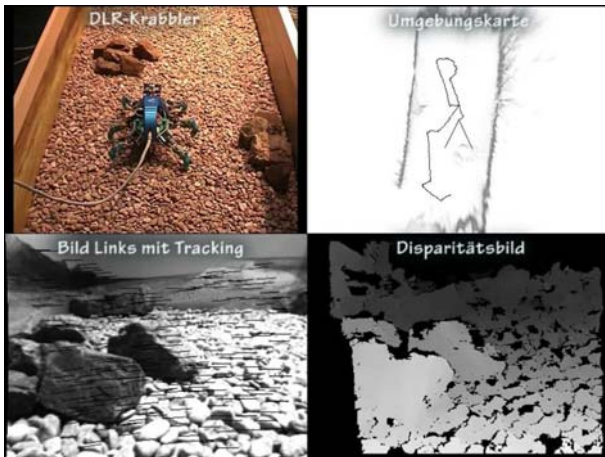 DLR-Krabbler
Umgebungskarte
Bild Links mit Tracking
Disparitätsbild